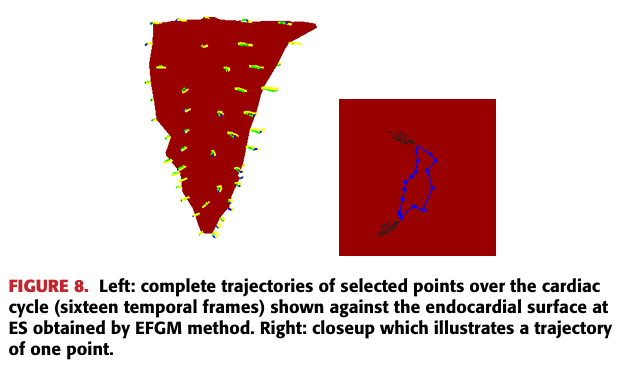 FIGURE 8. Left: complete trajectories of selected points over the cardiac
cycle (sixteen temporal frames) shown against the endocardial surface at
ES obtained by EFGM method. Right: closeup which illustrates a trajectory
of one point.